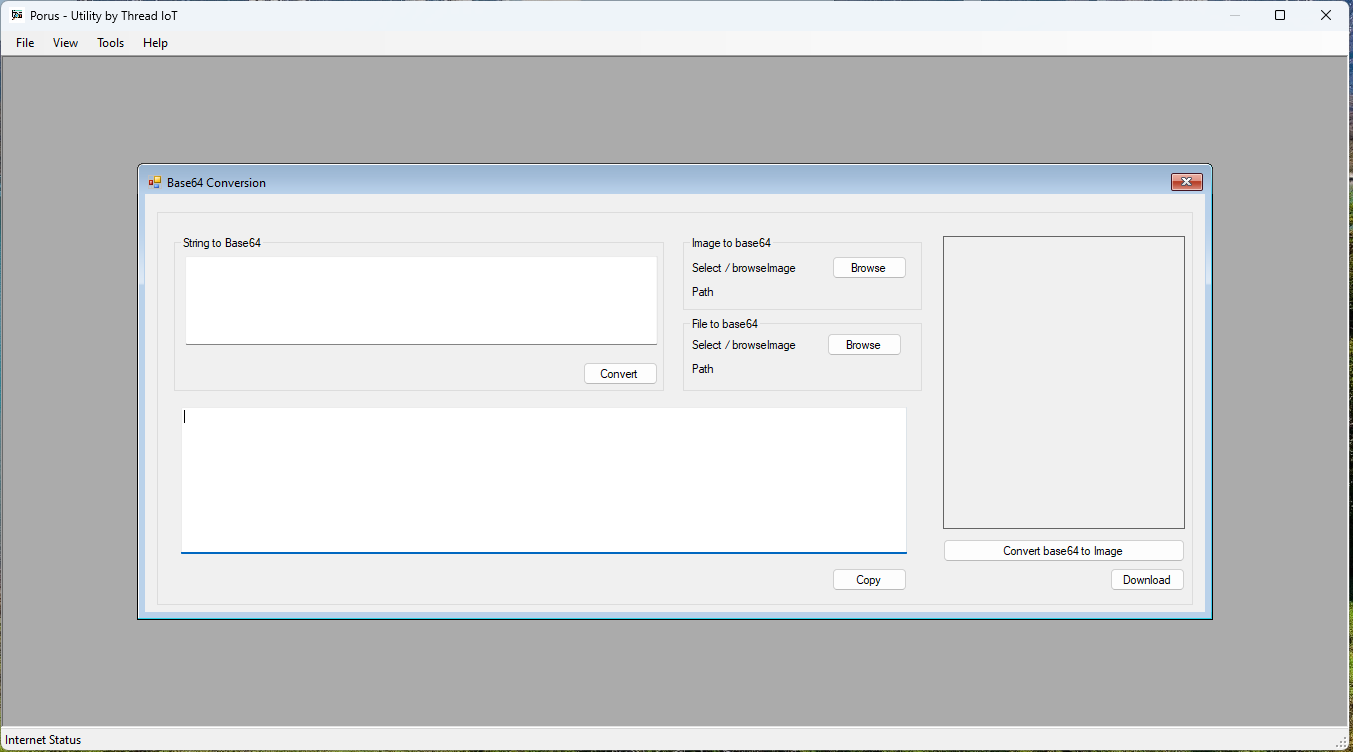 Porus - Utility by Thread IoT
File View Tools Help
Base64 Conversion
String to Base64
Convert
Image to base64
Select / browseImage Browse
Path
File to base64
Select / browseImage Browse
Path
Copy
Convert base64 to Image
Download
Internet Status